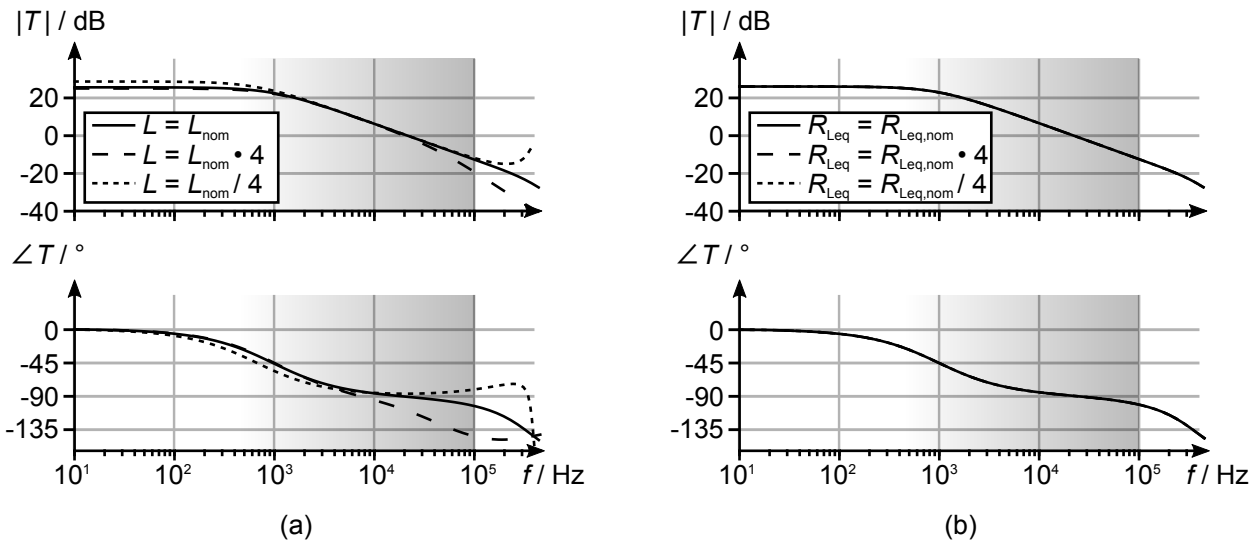 |T| / dB
20
0
-20
-40
L = Lnom
L = Lnom • 4
L = Lnom / 4
∠T / °
0
-45
-90
-135
10¹ 10² 10³ 10⁴ 10⁵ f / Hz
(a)
|T| / dB
20
0
-20
-40
RLeq = RLeq,nom
RLeq = RLeq,nom • 4
RLeq = RLeq,nom / 4
∠T / °
0
-45
-90
-135
10¹ 10² 10³ 10⁴ 10⁵ f / Hz
(b)